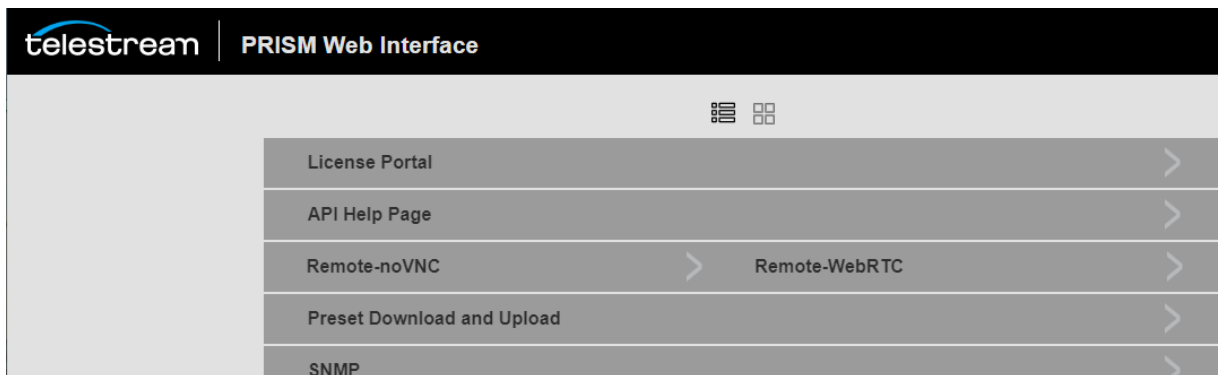 telestream PRISM Web Interface
License Portal
API Help Page
Remote-noVNC Remote-WebRTC
Preset Download and Upload
SNMP